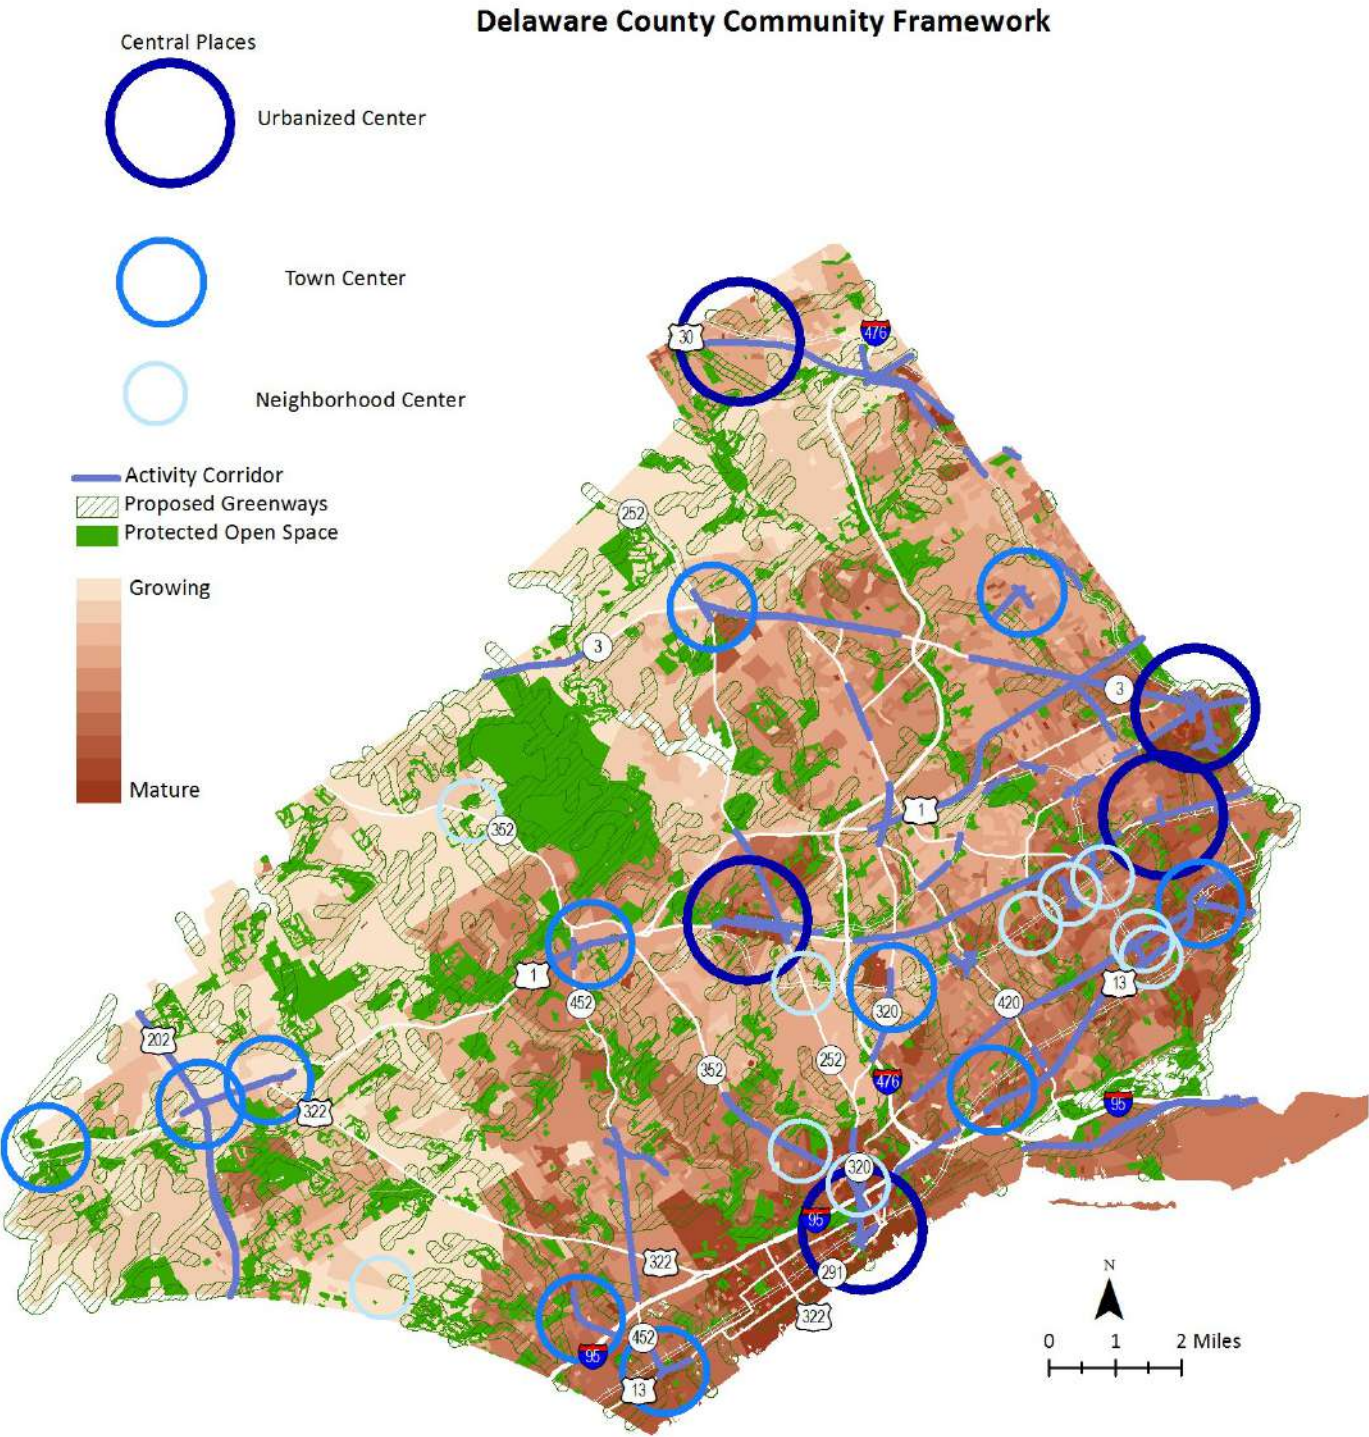 Delaware County Community Framework
Central Places
Urbanized Center
Town Center
Neighborhood Center
Activity Corridor
Proposed Greenways
Protected Open Space
Growing
Mature
30
476
252
3
3
1
352
1
452
13
320
420
202
252
352
476
322
95
320
95
322
291
322
452
95
13
N
0 1 2 Miles